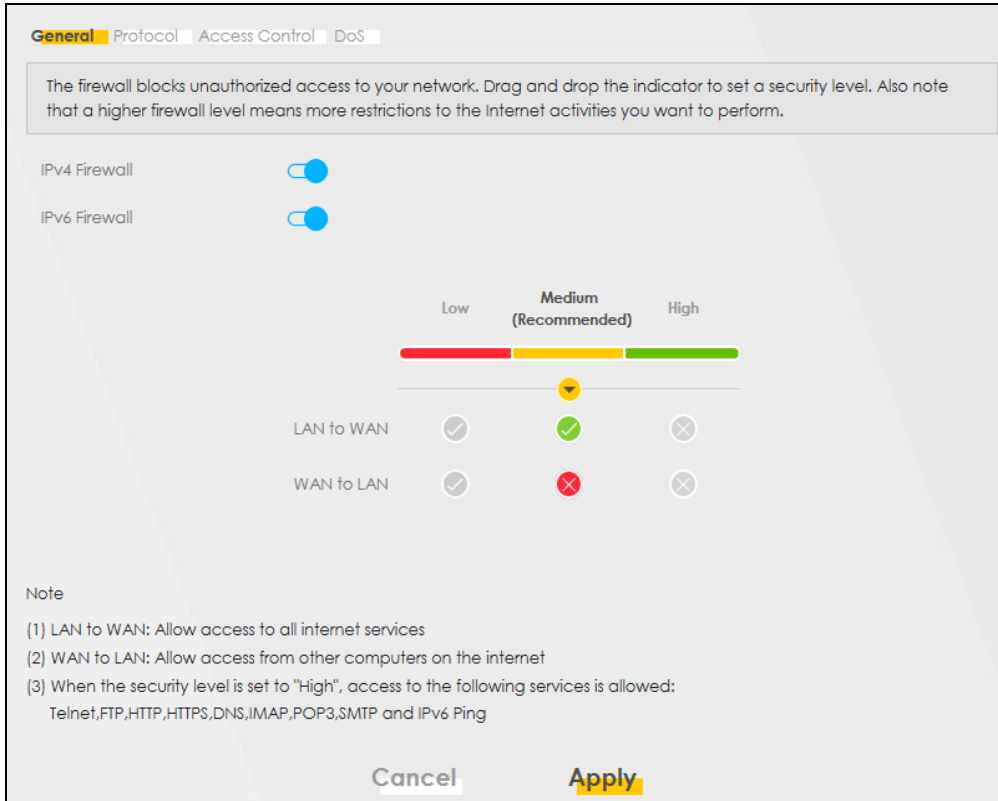 General Protocol Access Control DoS
The firewall blocks unauthorized access to your network. Drag and drop the indicator to set a security level. Also note
that a higher firewall level means more restrictions to the Internet activities you want to perform.
IPv4 Firewall
IPv6 Firewall
Low Medium (Recommended) High
LAN to WAN
WAN to LAN
Note
(1) LAN to WAN: Allow access to all internet services
(2) WAN to LAN: Allow access from other computers on the internet
(3) When the security level is set to "High", access to the following services is allowed:
Telnet,FTP,HTTP,HTTPS,DNS,IMAP,POP3,SMTP and IPv6 Ping
Cancel Apply